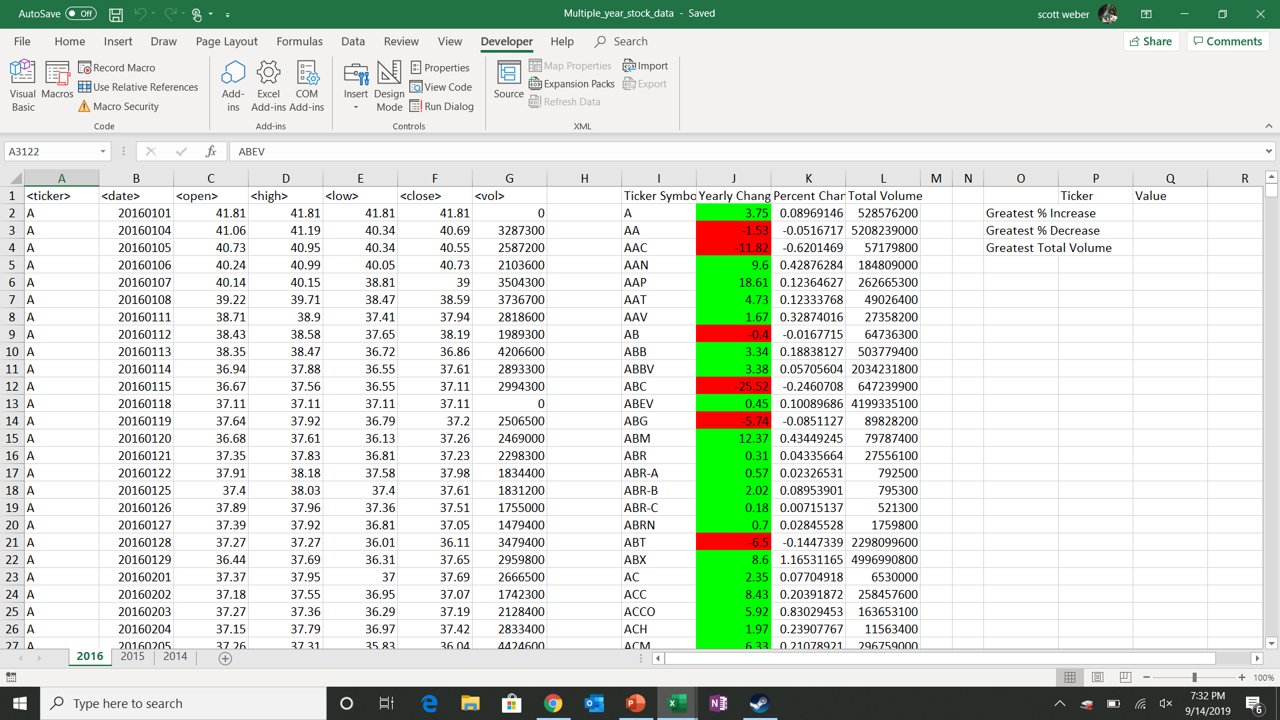 AutoSave Off Multiple_year_stock_data - Saved scott weber
File Home Insert Draw Page Layout Formulas Data Review View Developer Help Search Share Comments
Visual Basic
Macros
Record Macro
Use Relative References
Macro Security
Code
Add-ins
Excel Add-ins
COM Add-ins
Add-ins
Insert
Design Mode
Properties
View Code
Run Dialog
Controls
Source
Map Properties
Expansion Packs
Refresh Data
Import
Export
XML
A3122 fx ABEV
A B C D E F G H I J K L M N O P Q R
1 <ticker> <date> <open> <high> <low> <close> <vol> Ticker Symbo Yearly Chang Percent Char Total Volume Ticker Value
2 A 20160101 41.81 41.81 41.81 41.81 0 A 3.75 0.08969146 528576200 Greatest % Increase
3 A 20160104 41.06 41.19 40.34 40.69 3287300 AA -1.53 -0.0516717 5208239000 Greatest % Decrease
4 A 20160105 40.73 40.95 40.34 40.55 2587200 AAC -11.82 -0.6201469 57179800 Greatest Total Volume
5 A 20160106 40.24 40.99 40.05 40.73 2103600 AAN 9.6 0.42876284 184809000
6 A 20160107 40.14 40.15 38.81 39 3504300 AAP 18.61 0.12364627 262665300
7 A 20160108 39.22 39.71 38.47 38.59 3736700 AAT 4.73 0.12333768 49026400
8 A 20160111 38.71 38.9 37.41 37.94 2818600 AAV 1.67 0.32874016 27358200
9 A 20160112 38.43 38.58 37.65 38.19 1989300 AB -0.4 -0.0167715 64736300
10 A 20160113 38.35 38.47 36.72 36.86 4206600 ABB 3.34 0.18838127 503779400
11 A 20160114 36.94 37.88 36.55 37.61 2893300 ABBV 3.38 0.05705604 2034231800
12 A 20160115 36.67 37.56 36.55 37.11 2994300 ABC -25.52 -0.2460708 647239900
13 A 20160118 37.11 37.11 37.11 37.11 0 ABEV 0.45 0.10089686 4199335100
14 A 20160119 37.64 37.92 36.79 37.2 2506500 ABG -5.74 -0.0851127 89828200
15 A 20160120 36.68 37.61 36.13 37.26 2469000 ABM 12.37 0.43449245 79787400
16 A 20160121 37.35 37.83 36.81 37.23 2298300 ABR 0.31 0.04335664 27556100
17 A 20160122 37.91 38.18 37.58 37.98 1834400 ABR-A 0.57 0.02326531 792500
18 A 20160125 37.4 38.03 37.4 37.61 1831200 ABR-B 2.02 0.08953901 795300
19 A 20160126 37.89 37.96 37.36 37.51 1755000 ABR-C 0.18 0.00715137 521300
20 A 20160127 37.39 37.92 36.81 37.05 1479400 ABRN 0.7 0.02845528 1759800
21 A 20160128 37.27 37.27 36.01 36.11 3479400 ABT -6.5 -0.1447339 2298099600
22 A 20160129 36.44 37.69 36.31 37.65 2959800 ABX 8.6 1.16531165 4996990800
23 A 20160201 37.37 37.95 37 37.69 2666500 AC 2.35 0.07704918 6530000
24 A 20160202 37.18 37.55 36.95 37.07 1742300 ACC 8.43 0.20391872 258457600
25 A 20160203 37.27 37.36 36.29 37.19 2128400 ACCO 5.92 0.83029453 163653100
26 A 20160204 37.15 37.79 36.97 37.42 2833400 ACH 1.97 0.23907767 11563400
27 A 20160205 37.26 37.31 35.83 36.04 4424600 ACM 6.33 0.21078921 296759000
2016 2015 2014
100%
Type here to search
7:32 PM
9/14/2019
6